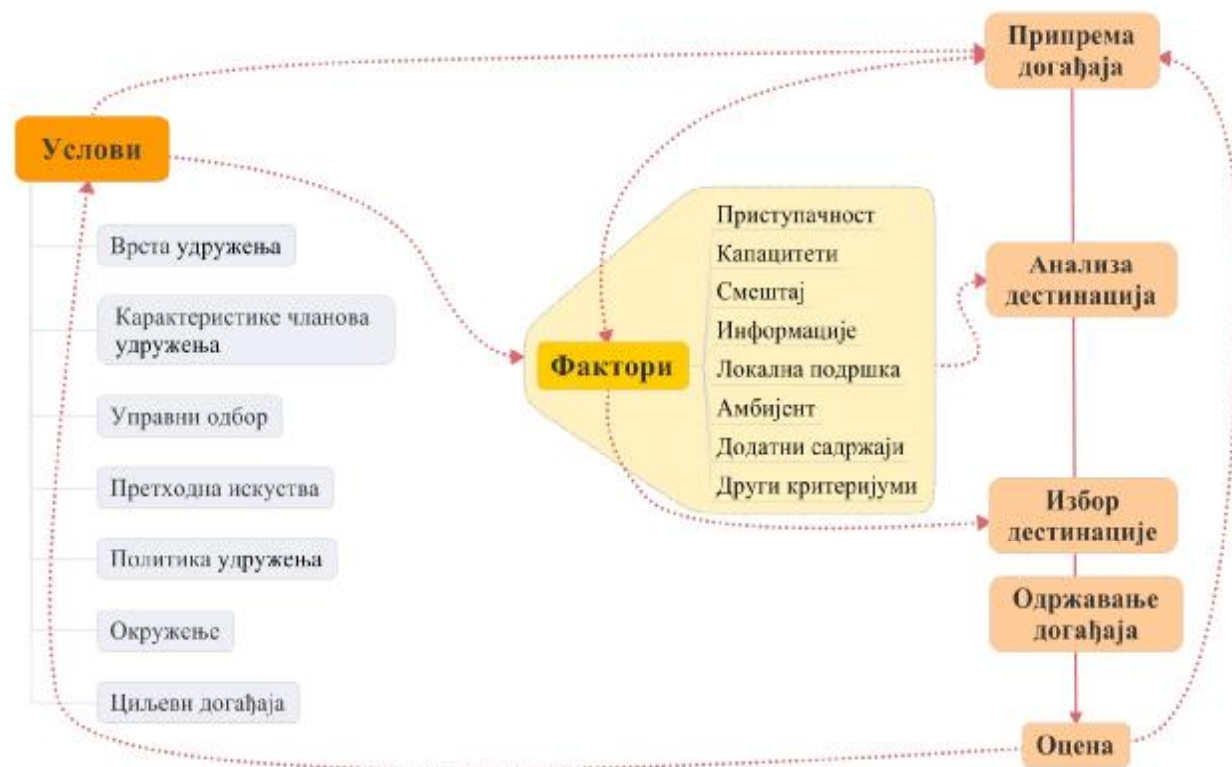 Услови
Врста удружења
Карактеристике чланова
удружења
Управни одбор
Претходна искуства
Политика удружења
Окружење
Циљеви догађаја
Фактори
Приступачност
Капацитети
Смештај
Информације
Локална подршка
Амбијент
Додатни садржаји
Други критеријуми
Припрема
догађаја
Анализа
дестинација
Избор
дестинације
Одржавање
догађаја
Оцена